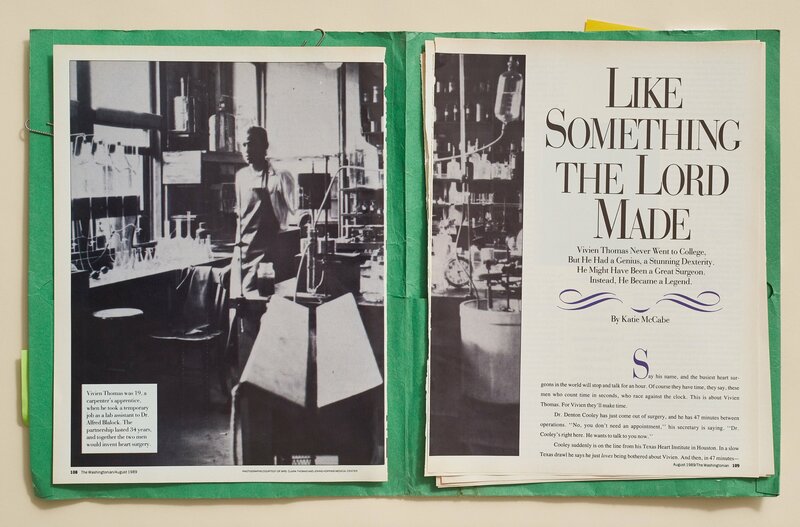 Vivien Thomas was 19, a
carpenter's apprentice,
when he took a temporary
job as a lab assistant to Dr.
Alfred Blalock. The
partnership lasted 34 years,
and together the two men
would invent heart surgery.
108 The Washingtonian/August 1989
LIKE
SOMETHING
THE LORD
MADE
Vivien Thomas Never Went to College,
But He Had a Genius, a Stunning Dexterity.
He Might Have Been a Great Surgeon.
Instead, He Became a Legend.
By Katie McCabe
Say his name, and the busiest heart sur-
geons in the world will stop and talk for an hour. Of course they have time, they say, these
men who count time in seconds, who race against the clock. This is about Vivien
Thomas. For Vivien they'll make time.
Dr. Denton Cooley has just come out of surgery, and he has 47 minutes between
operations. "No, you don't need an appointment," his secretary is saying. "Dr.
Cooley's right here. He wants to talk to you now."
Cooley suddenly is on the line from his Texas Heart Institute in Houston. In a slow
Texas drawl he says he just loves being bothered about Vivien. And then, in 47 minutes—
August 1989/The Washingtonian 109